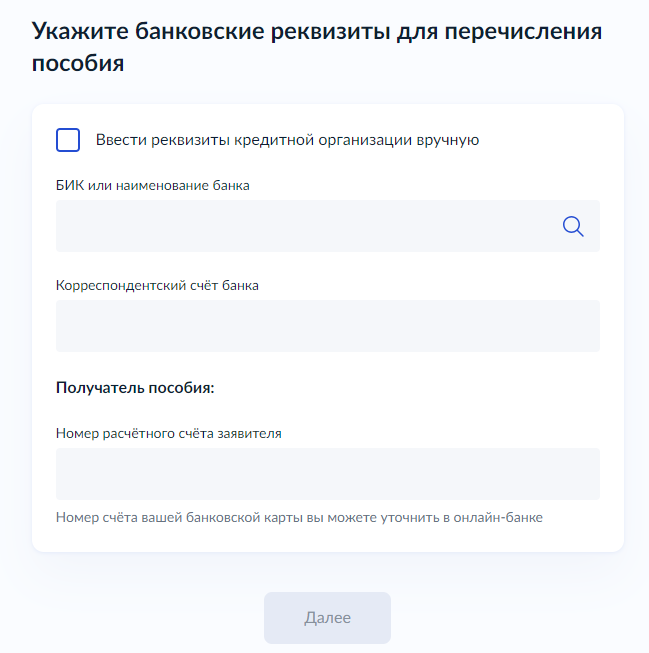 Укажите банковские реквизиты для перечисления
пособия
Ввести реквизиты кредитной организации вручную
БИК или наименование банка
Корреспондентский счёт банка
Получатель пособия:
Номер расчётного счёта заявителя
Номер счёта вашей банковской карты вы можете уточнить в онлайн-банке
Далее